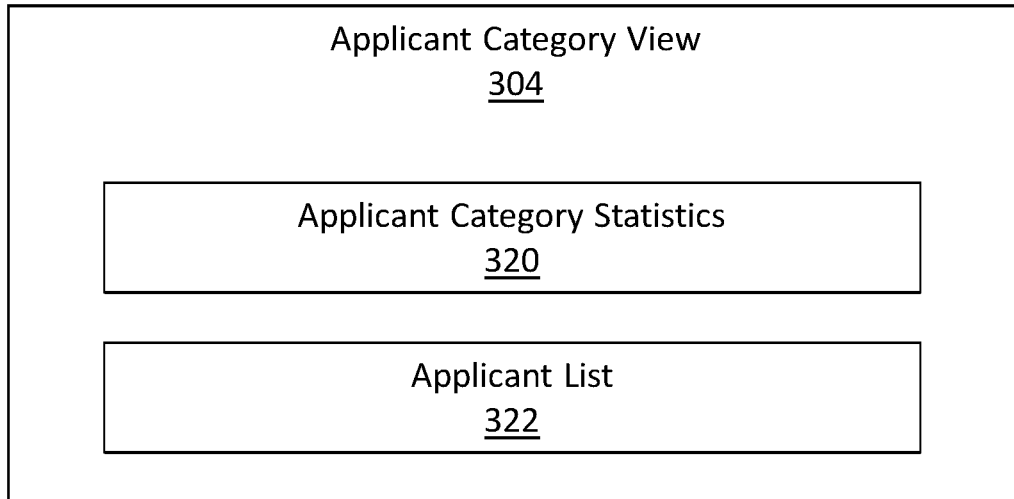 Applicant Category View
304
Applicant Category Statistics
320
Applicant List
322